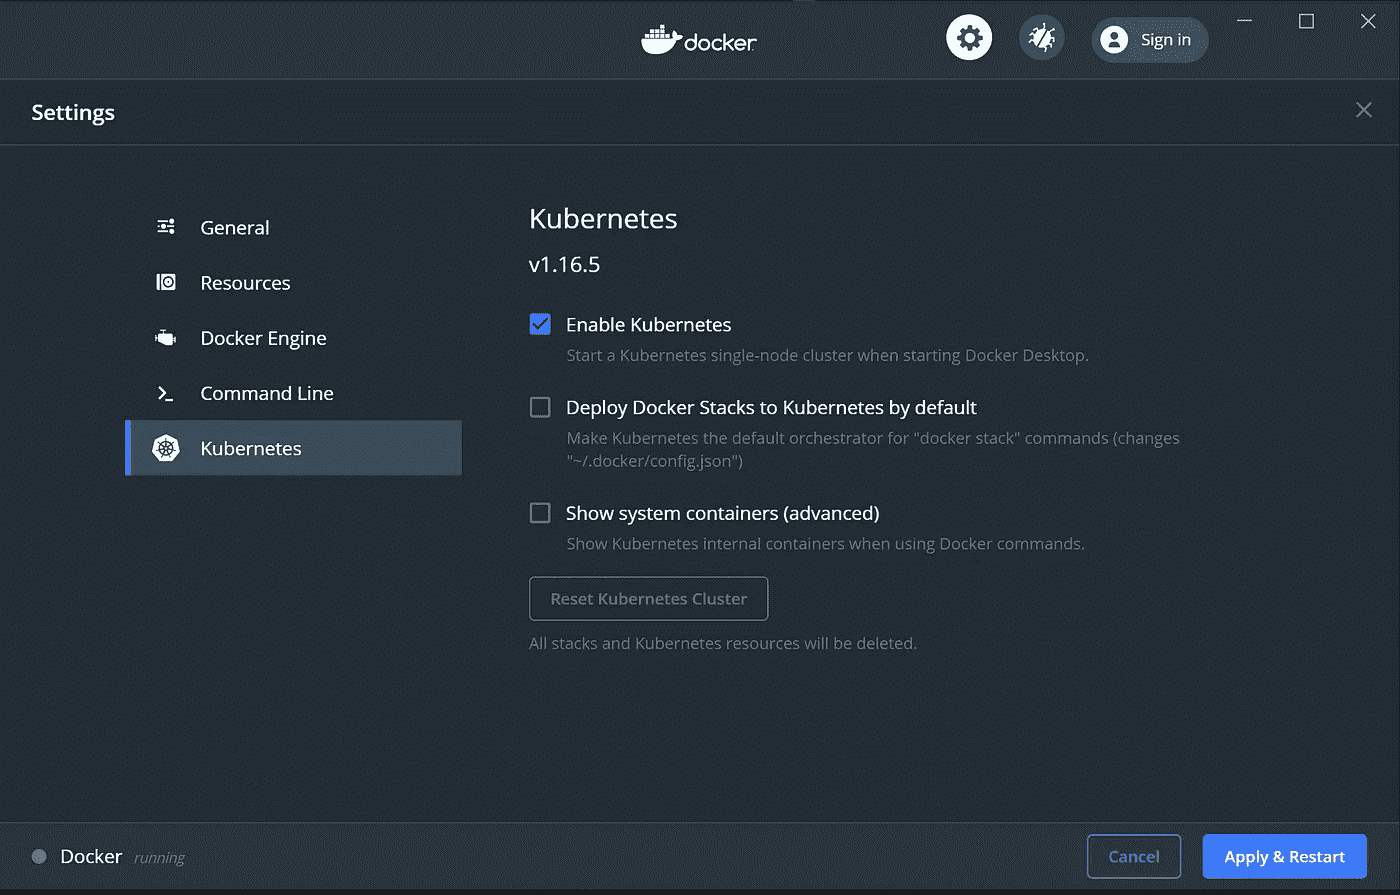 docker
Sign in
Settings
General
Resources
Docker Engine
Command Line
Kubernetes
Kubernetes
v1.16.5
Enable Kubernetes
Start a Kubernetes single-node cluster when starting Docker Desktop.
Deploy Docker Stacks to Kubernetes by default
Make Kubernetes the default orchestrator for "docker stack" commands (changes
"~/.docker/config.json")
Show system containers (advanced)
Show Kubernetes internal containers when using Docker commands.
Reset Kubernetes Cluster
All stacks and Kubernetes resources will be deleted.
Docker running
Cancel
Apply & Restart